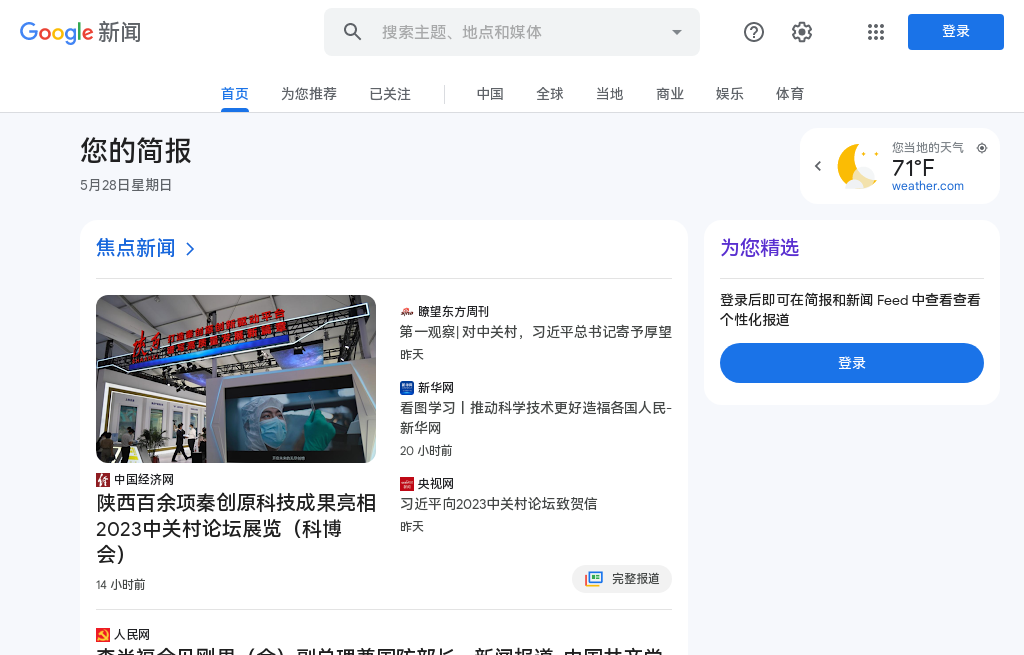 Google 新闻
搜索主题、地点和媒体
登录
首页
为您推荐
已关注
中国
全球
当地
商业
娱乐
体育
您的简报
5月28日星期日
您当地的天气
71°F
weather.com
焦点新闻
中国经济网
陕西百余项秦创原科技成果亮相
2023中关村论坛展览（科博
会）
14 小时前
瞭望东方周刊
第一观察|对中关村，习近平总书记寄予厚望
昨天
新华网
看图学习丨推动科学技术更好造福各国人民-
新华网
20 小时前
央视网
习近平向2023中关村论坛致贺信
昨天
完整报道
人民网
为您精选
登录后即可在简报和新闻 Feed 中查看查看
个性化报道
登录